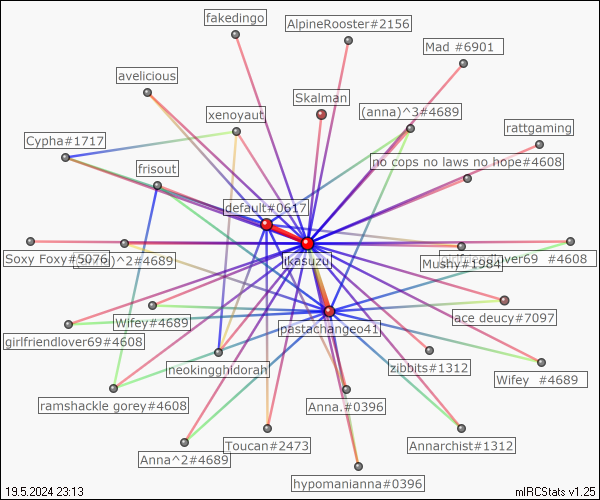 fakedingo
AlpineRooster#2156
Mad #6901
avelicious
Skalman
xenoyaut
(anna)^3#4689
rattgaming
Cypha#1717
frisout
no cops no laws no hope#4608
default#0617
Soxy Foxy#5076
)^2#4689
ikasuzu
Mushy#1984
girlfriendlover69 #4608
ace deucy#7097
Wifey#4689
pastachangeo41
girlfriendlover69#4608
neokingghidorah
zibbits#1312
Wifey #4689
ramshackle gorey#4608
Anna.#0396
Toucan#2473
Annarchist#1312
Anna^2#4689
hypomanianna#0396
19.5.2024 23:13
mIRCStats v1.25